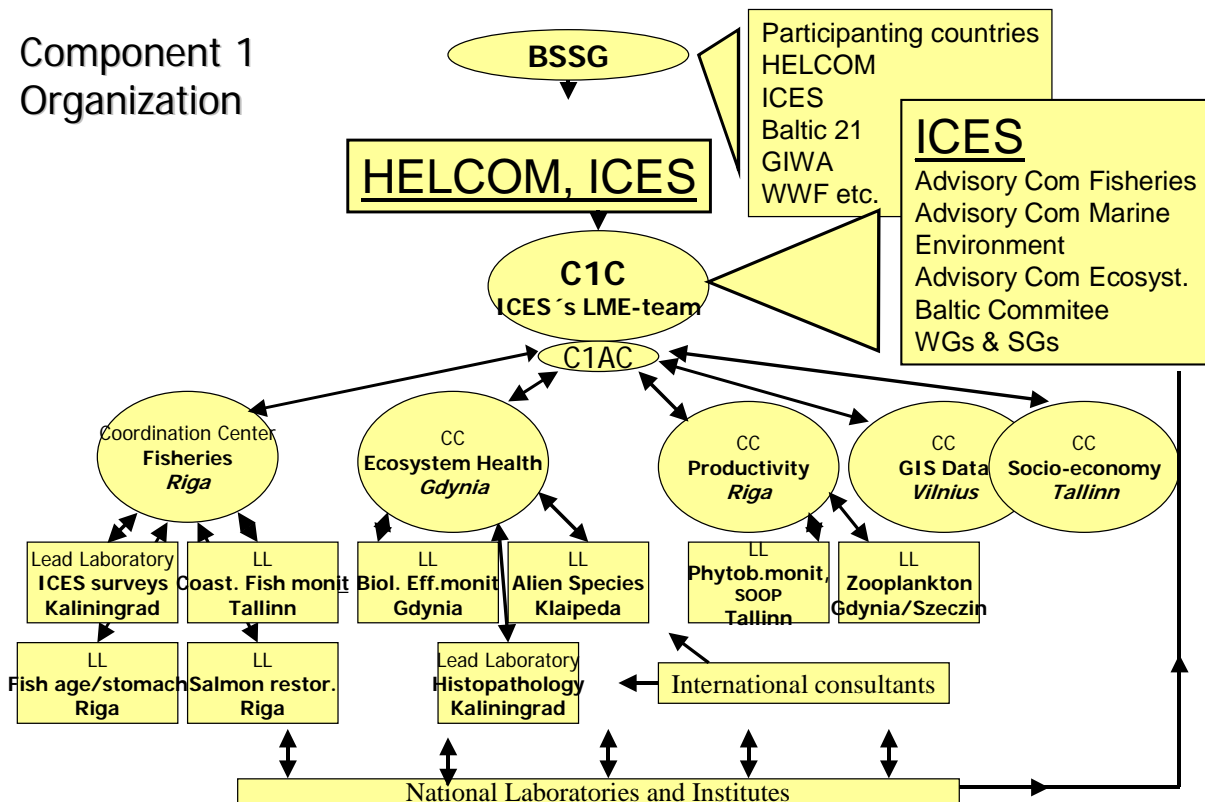 Component 1
Organization
BSSG
Participanting countries
HELCOM
ICES
Baltic 21
GIWA
WWF etc.
HELCOM, ICES
ICES
Advisory Com Fisheries
Advisory Com Marine
Environment
Advisory Com Ecosyst.
Baltic Commitee
WGs & SGs
C1C
ICES´s LME-team
C1AC
Coordination Center
Fisheries
Riga
CC
Ecosystem Health
Gdynia
CC
Productivity
Riga
CC
GIS Data
Vilnius
CC
Socio-economy
Tallinn
Lead Laboratory
ICES surveys
Kaliningrad
LL
Coast. Fish monit
Tallinn
LL
Biol. Eff.monit
Gdynia
LL
Alien Species
Klaipeda
LL
Phytob.monit,
SOOP
Tallinn
LL
Zooplankton
Gdynia/Szeczin
LL
Fish age/stomach
Riga
LL
Salmon restor.
Riga
Lead Laboratory
Histopathology
Kaliningrad
International consultants
National Laboratories and Institutes